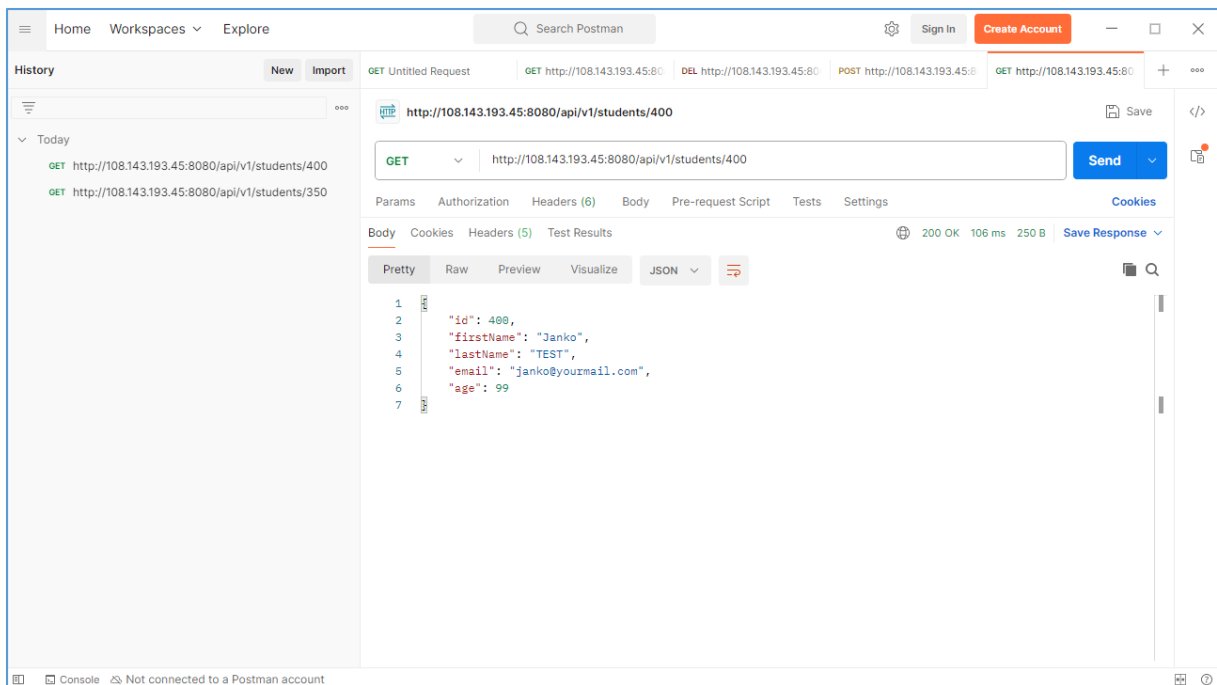 Home Workspaces Explore Search Postman Sign In Create Account
History New Import GET Untitled Request GET http://108.143.193.45:80 DEL http://108.143.193.45:80 POST http://108.143.193.45:8 GET http://108.143.193.45:80
HTTP http://108.143.193.45:8080/api/v1/students/400 Save
Today
GET http://108.143.193.45:8080/api/v1/students/400
GET http://108.143.193.45:8080/api/v1/students/350
GET http://108.143.193.45:8080/api/v1/students/400 Send
Params Authorization Headers (6) Body Pre-request Script Tests Settings Cookies
Body Cookies Headers (5) Test Results 200 OK 106 ms 250 B Save Response
Pretty Raw Preview Visualize JSON
1 {
2 "id": 400,
3 "firstName": "Janko",
4 "lastName": "TEST",
5 "email": "janko@yourmail.com",
6 "age": 99
7 }
Console Not connected to a Postman account